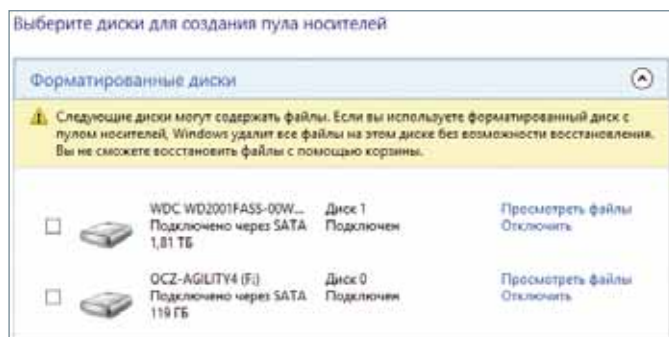 Выберите диски для создания пула носителей
Форматированные диски
Следующие диски могут содержать файлы. Если вы используете форматированный диск с
пулом носителей, Windows удалит все файлы на этом диске без возможности восстановления.
Вы не сможете восстановить файлы с помощью корзины.
WDC WD2001FASS-00W... Диск 1 Просмотреть файлы
Подключено через SATA Подключен Отключить
1,81 ТБ
OCZ-AGILITY4 (F:) Диск 0 Просмотреть файлы
Подключено через SATA Подключен Отключить
119 ГБ